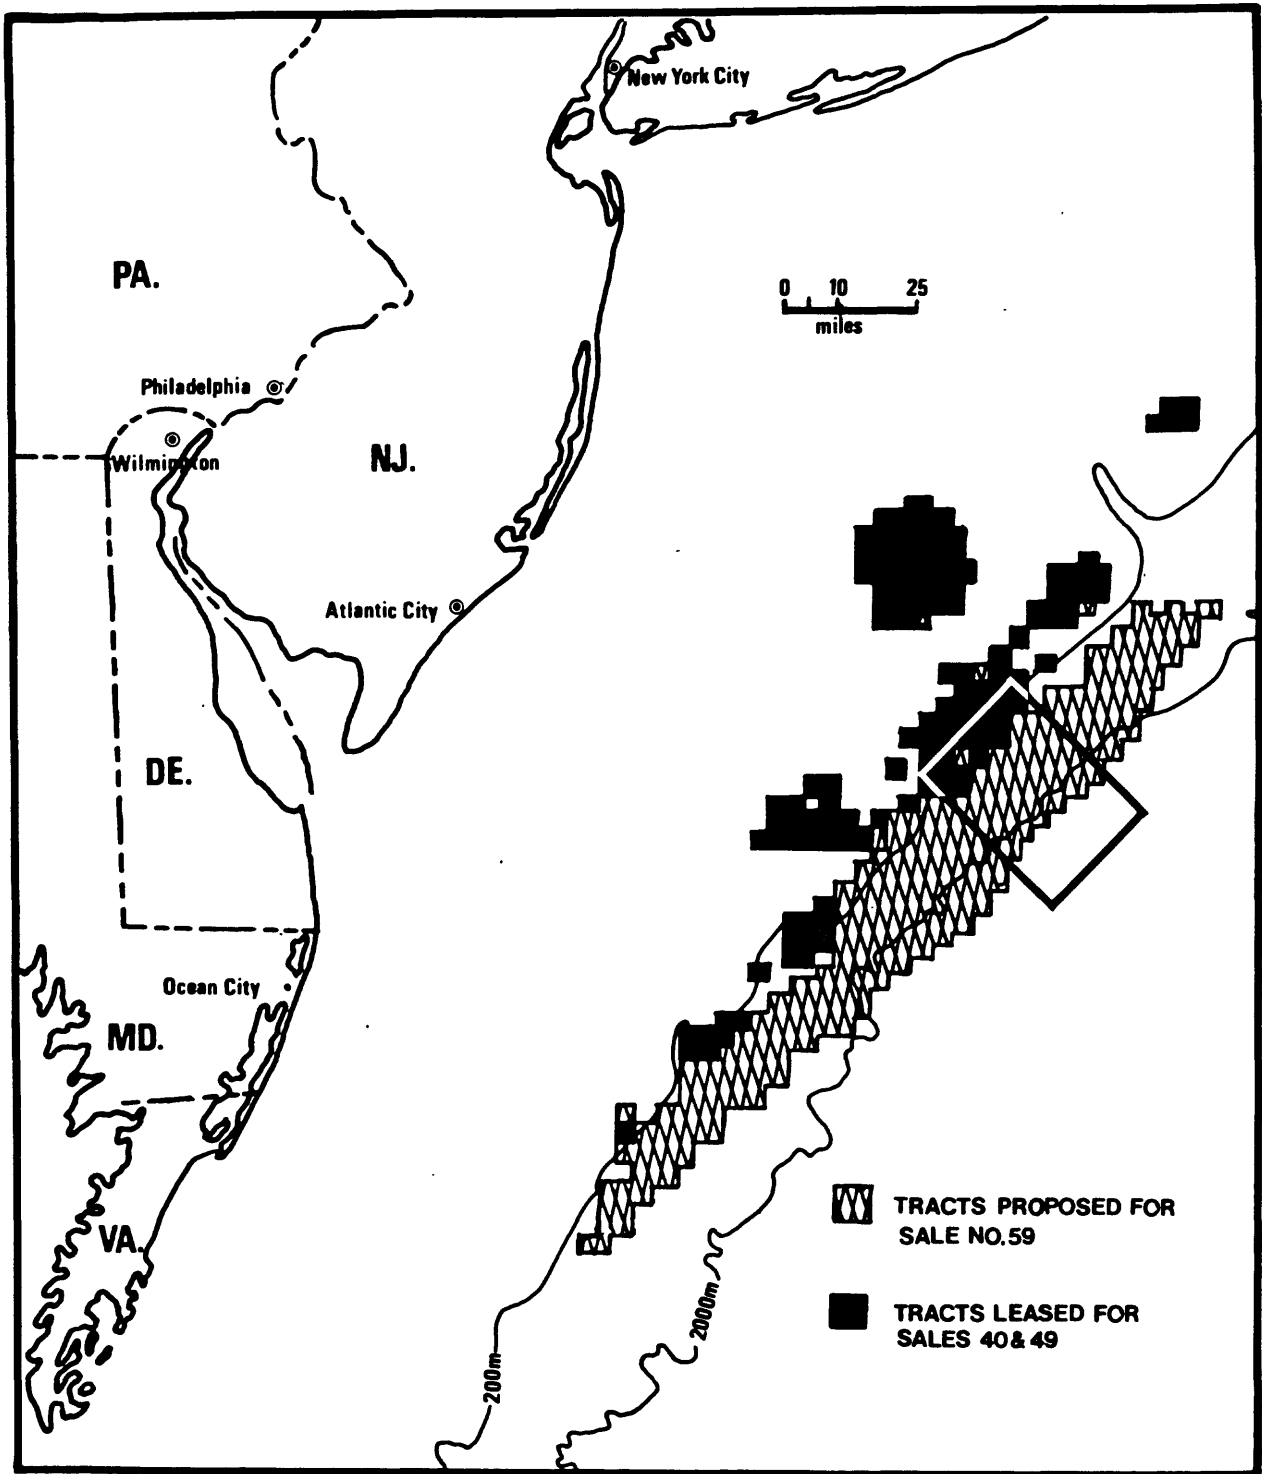 New York City
PA.
0 10 25
miles
Philadelphia
Wilmington
NJ.
Atlantic City
DE.
Ocean City
MD.
VA.
TRACTS PROPOSED FOR
SALE NO.59
2000m
TRACTS LEASED FOR
SALES 40 & 49
200m